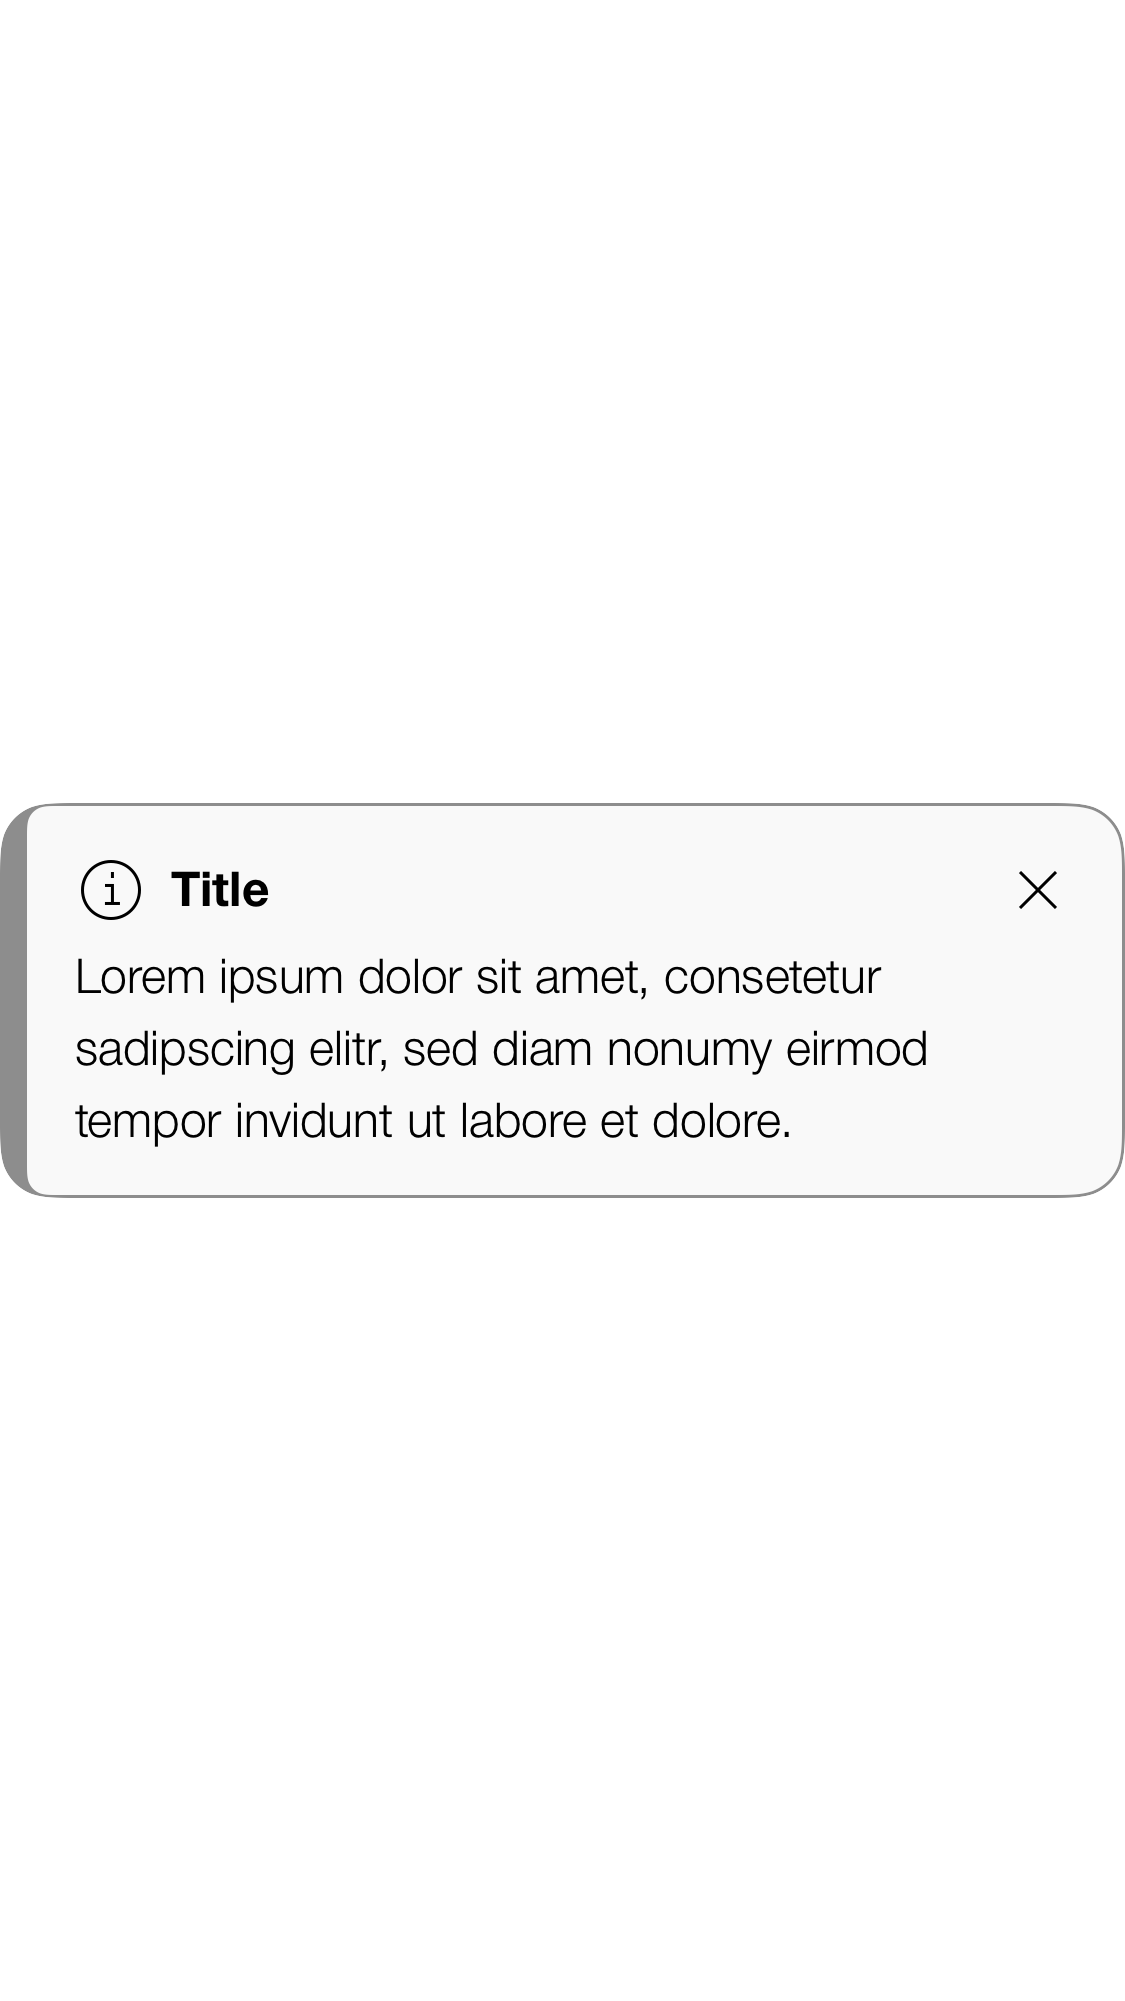 Title
Lorem ipsum dolor sit amet, consetetur
sadipscing elitr, sed diam nonumy eirmod
tempor invidunt ut labore et dolore.